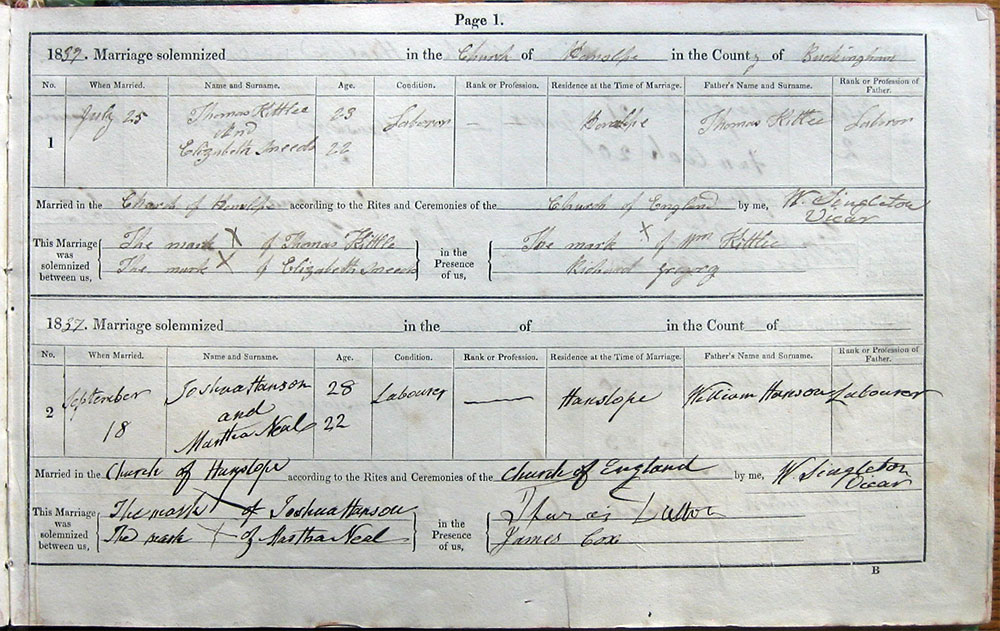 Page 1.
1837. Marriage solemnized in the Church of Hanslope in the County of Buckingham
No. When Married. Name and Surname. Age. Condition. Rank or Profession. Residence at the Time of Marriage. Father's Name and Surname. Rank or Profession of Father.
1 July 25 Thomas Kittle 23 Laboror — Thomas Kittle Laboror
And
Elizabeth 22
Married in the Church of according to the Rites and Ceremonies of the Church of England by me, W. Singleton Vicar
This Marriage was solemnized between us,
The mark X of Thomas Kittle
The mark X of Elizabeth
in the Presence of us,
The mark X of Wm Kittle
Richard Gregory
1837. Marriage solemnized in the of in the Count of
No. When Married. Name and Surname. Age. Condition. Rank or Profession. Residence at the Time of Marriage. Father's Name and Surname. Rank or Profession of Father.
2 September 18 Joshua Hanson 28 Labourer — Hanslope William Hanson Labourer
and
Martha Neal 22
Married in the Church of Hanslope according to the Rites and Ceremonies of the Church of England by me, W. Singleton Vicar
This Marriage was solemnized between us,
The mark X of Joshua Hanson
The mark X of Martha Neal
in the Presence of us,
James Cox
B